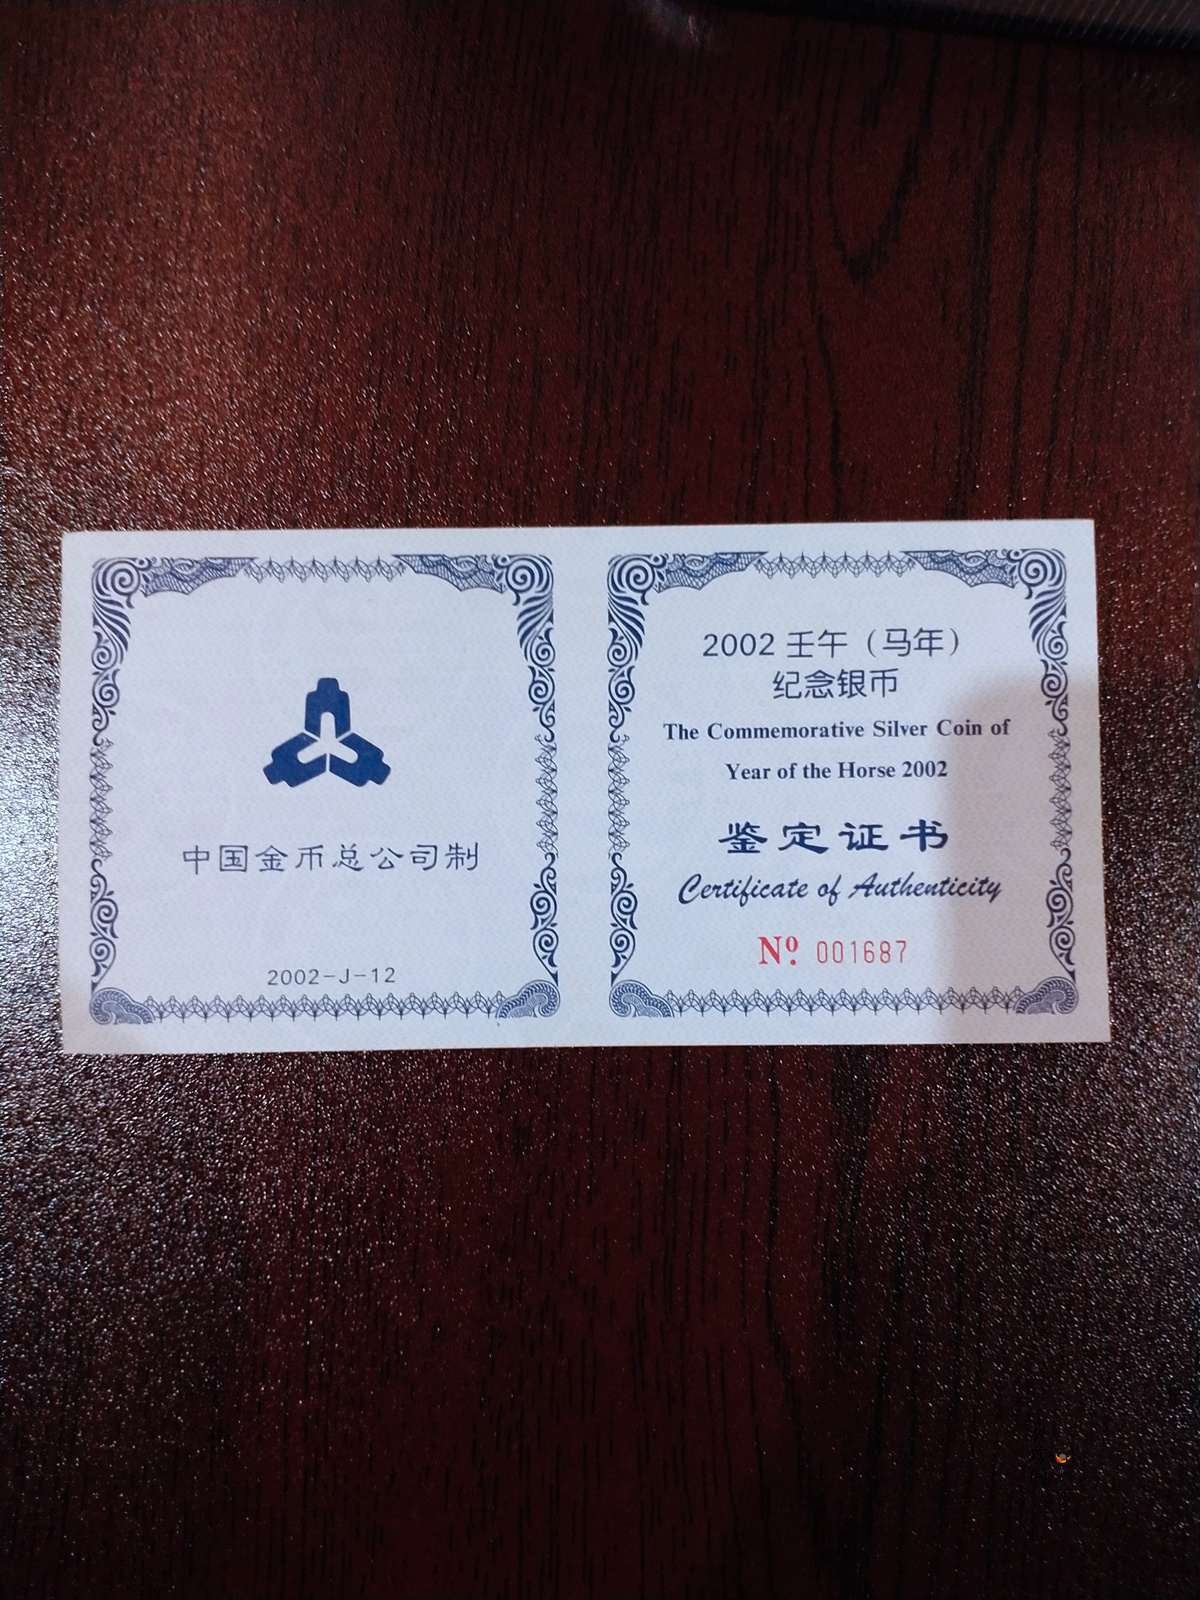 中国金币总公司制
2002-J-12
2002 壬午（马年）
纪念银币
The Commemorative Silver Coin of
Year of the Horse 2002
鉴定证书
Certificate of Authenticity
Nº. 001687